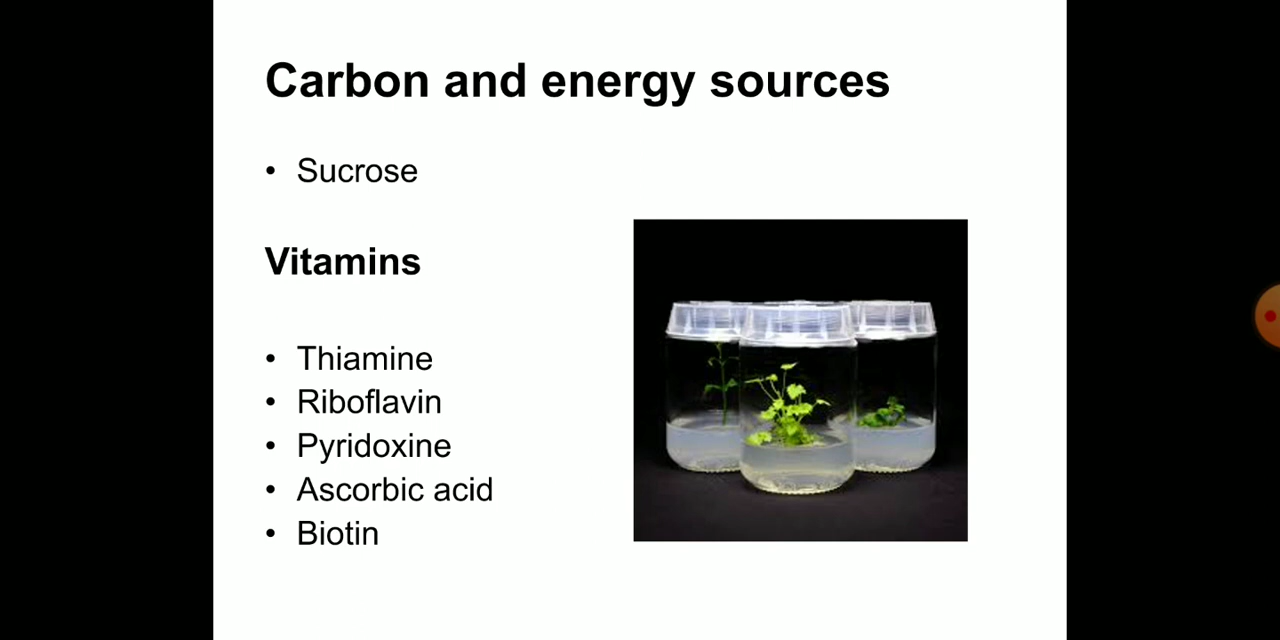 Carbon and energy sources
• Sucrose
Vitamins
• Thiamine
• Riboflavin
• Pyridoxine
• Ascorbic acid
• Biotin